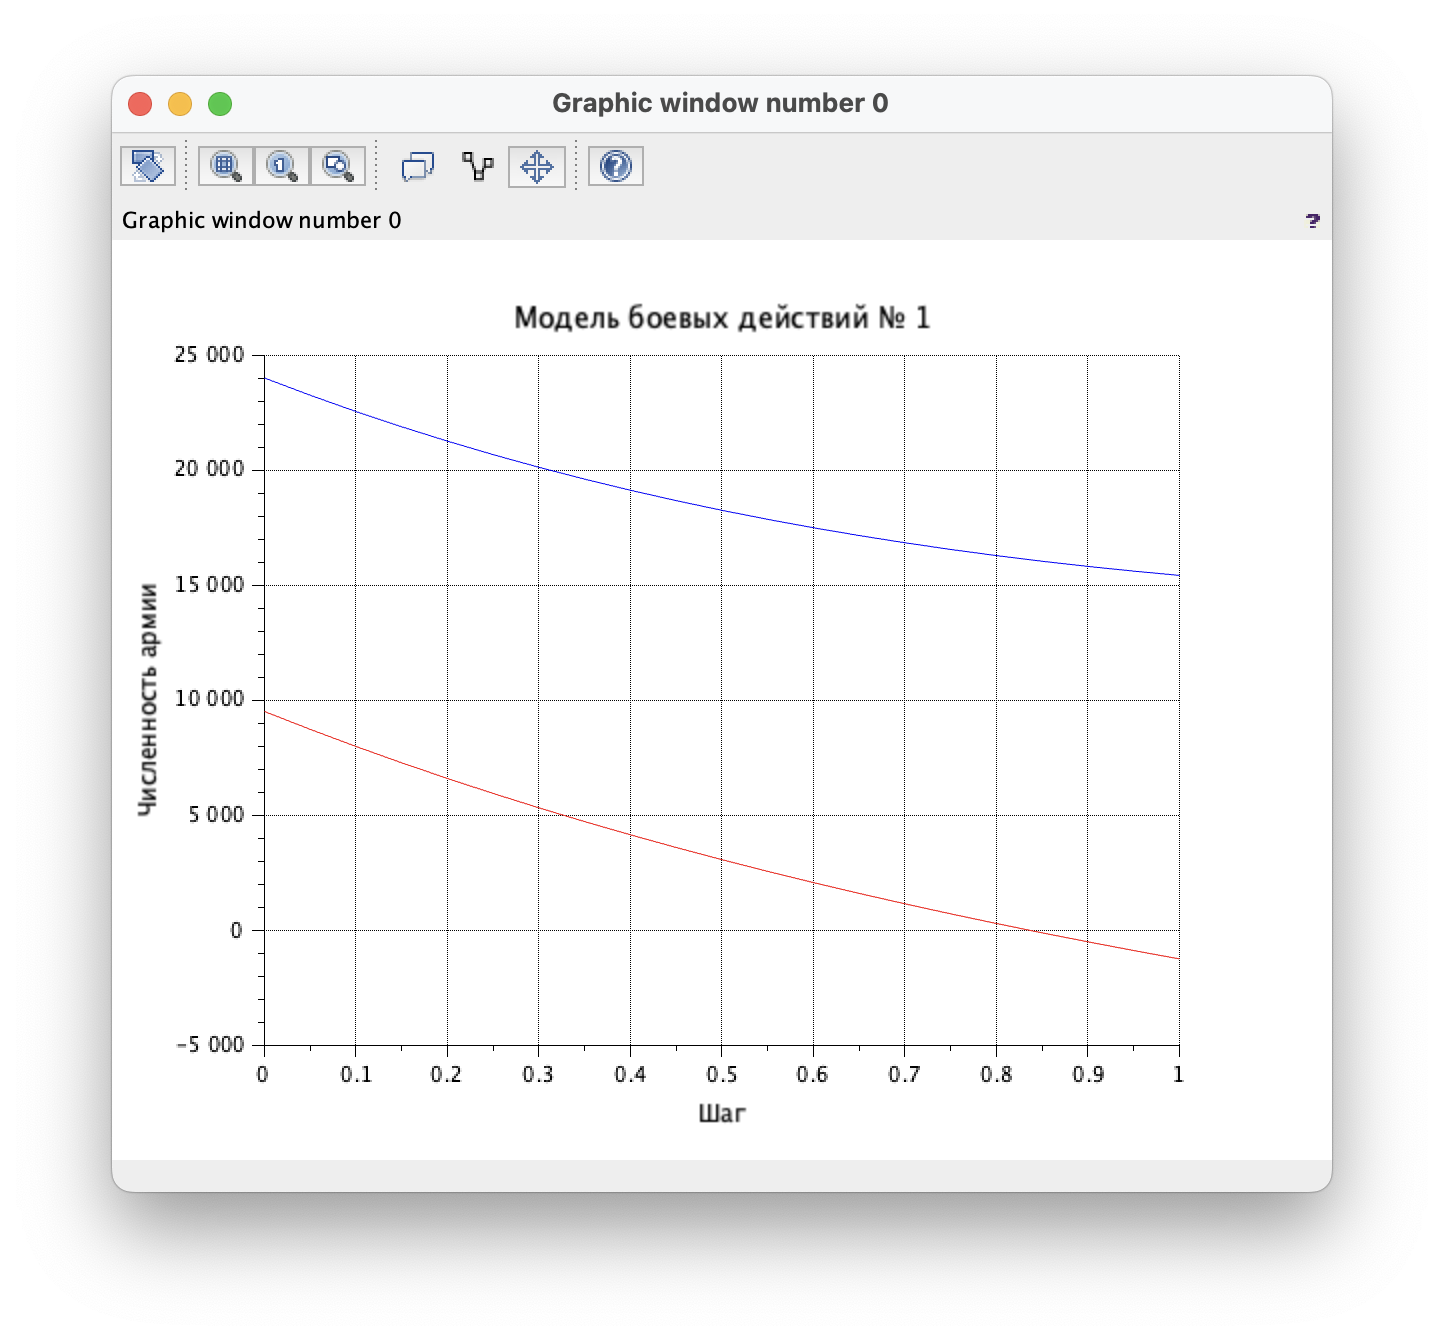 Graphic window number 0
Graphic window number 0
?
Модель боевых действий № 1
25 000
20 000
15 000
10 000
5 000
0
-5 000
Численность армии
0 0.1 0.2 0.3 0.4 0.5 0.6 0.7 0.8 0.9 1
Шаг